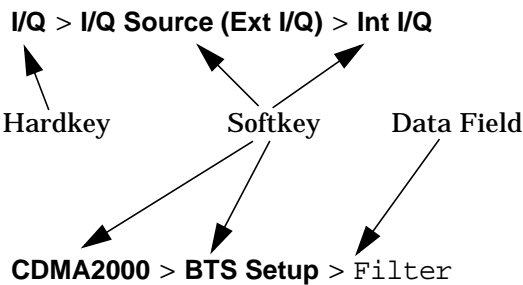 I/Q > I/Q Source (Ext I/Q) > Int I/Q
Hardkey Softkey Data Field
CDMA2000 > BTS Setup > Filter